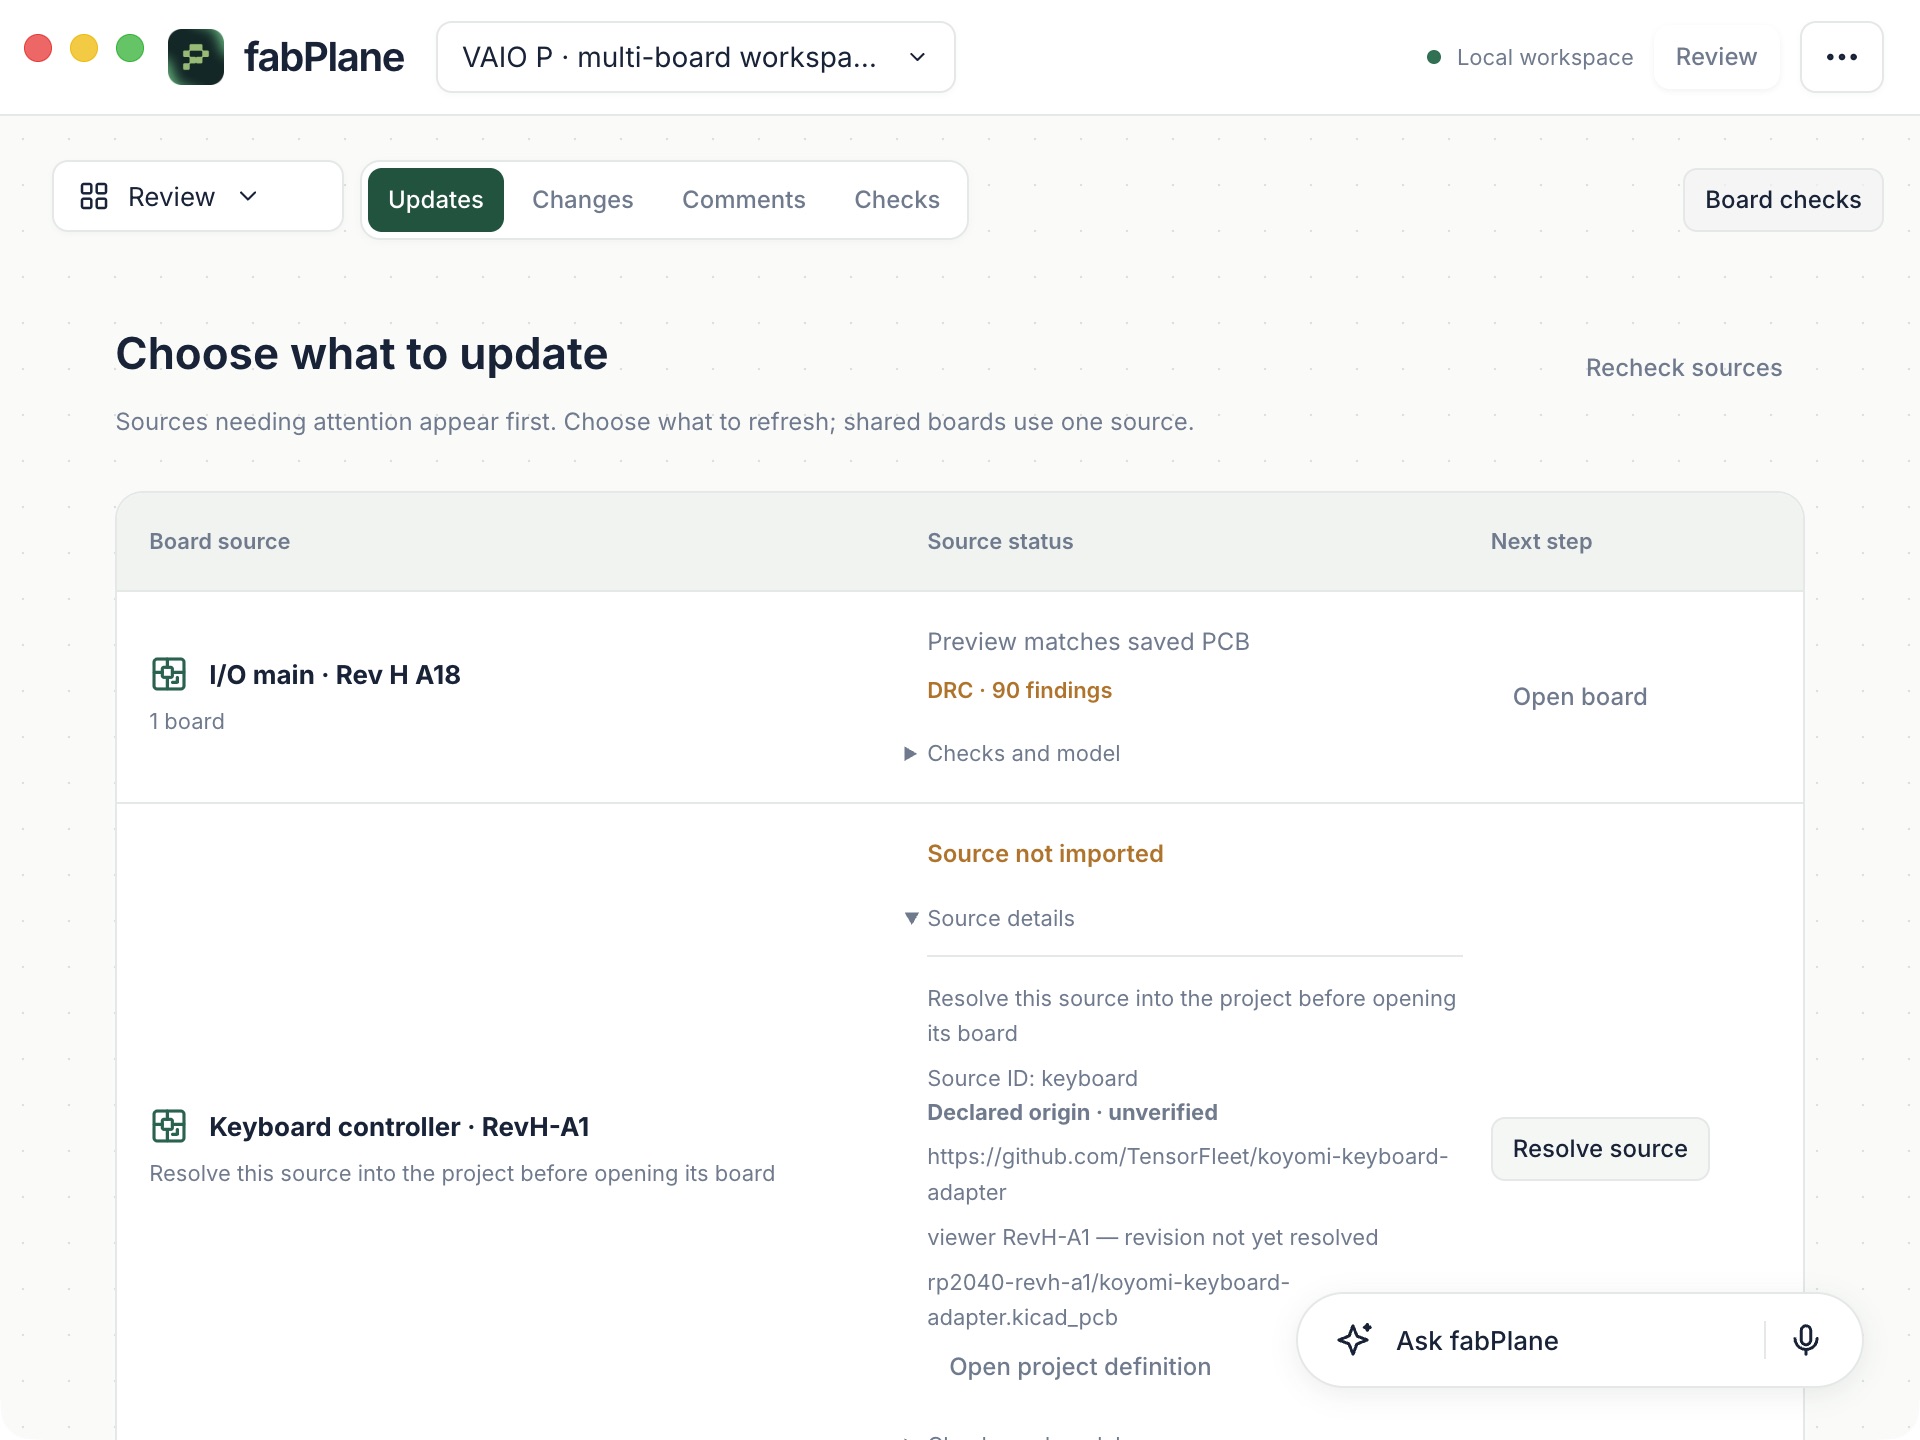 fabPlane
VAIO P · multi-board workspa...
Local workspace
Review
Review
Updates
Changes
Comments
Checks
Board checks
Choose what to update
Recheck sources
Sources needing attention appear first. Choose what to refresh; shared boards use one source.
Board source
Source status
Next step
I/O main · Rev H A18
1 board
Preview matches saved PCB
DRC · 90 findings
Checks and model
Open board
Keyboard controller · RevH-A1
Resolve this source into the project before opening its board
Source not imported
Source details
Resolve this source into the project before opening
its board
Source ID: keyboard
Declared origin · unverified
https://github.com/TensorFleet/koyomi-keyboard-
adapter
viewer RevH-A1 — revision not yet resolved
rp2040-revh-a1/koyomi-keyboard-
adapter.kicad_pcb
Open project definition
Resolve source
Ask fabPlane